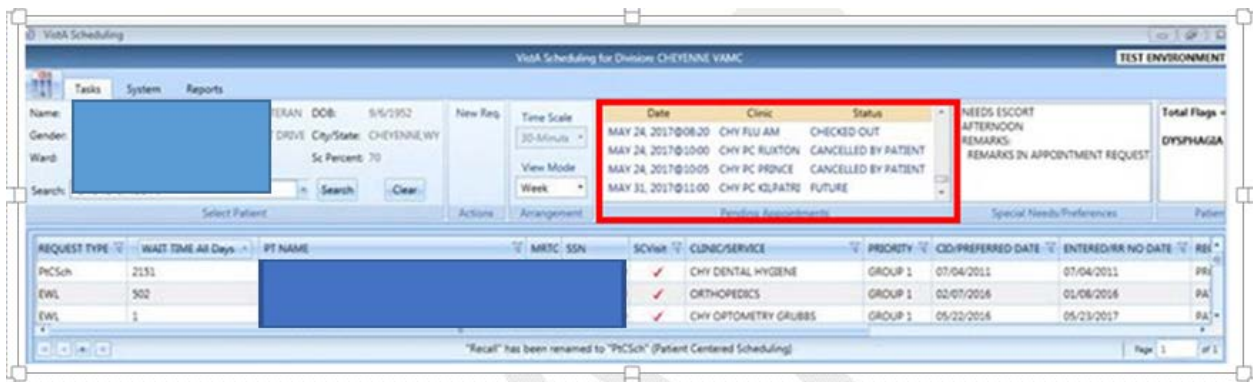 VistA Scheduling
VistA Scheduling for Division: CHEYENNE VAMC
TEST ENVIRONMENT
Tasks System Reports
Name: ERAN DOB: 9/6/1952
Gender: DRIVE City/State: CHEYENNE,WY
Ward: Sc Percent: 70
Search: Search Clear
Select Patient
New Req
Actions
Time Scale
30-Minute
View Mode
Week
Arrangement
Date Clinic Status
MAY 24, 2017@08:20 CHY FLU AM CHECKED OUT
MAY 24, 2017@10:00 CHY PC RUXTON CANCELLED BY PATIENT
MAY 24, 2017@10:05 CHY PC PRINCE CANCELLED BY PATIENT
MAY 31, 2017@11:00 CHY PC KILPATRI FUTURE
Pending Appointments
NEEDS ESCORT
AFTERNOON
REMARKS:
REMARKS IN APPOINTMENT REQUEST
Special Needs/Preferences
Total Flags =
DYSPHAGIA
Patien
REQUEST TYPE WAIT TIME All Days PT NAME MRTC SSN SCVisit CLINIC/SERVICE PRIORITY CID/PREFERRED DATE ENTERED/RR NO DATE
PtCSch 2151 CHY DENTAL HYGIENE GROUP 1 07/04/2011 07/04/2011
EWL 502 ORTHOPEDICS GROUP 1 02/07/2016 01/08/2016 PA
EWL 1 CHY OPTOMETRY GRUBBS GROUP 1 05/22/2016 05/23/2017 PA
"Recall" has been renamed to "PtCSch" (Patient Centered Scheduling)
Page 1 of 1